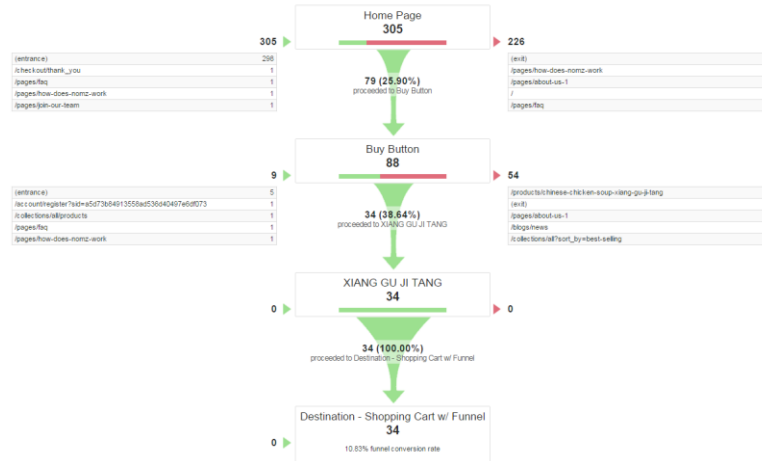 Home Page
305
305
226
(entrance) 298
/checkout/thank_you 1
/pages/faq 1
/pages/how-does-nomz-work 1
/pages/join-our-team 1
(exit)
/pages/how-does-nomz-work
/pages/about-us-1
/
/pages/faq
79 (25.90%)
proceeded to Buy Button
Buy Button
88
9
54
(entrance) 5
/account/register?sid=a5d73b64913558ad536d40497e6df073 1
/collections/all/products 1
/pages/faq 1
/pages/how-does-nomz-work 1
/products/chinese-chicken-soup-xiang-gu-ji-tang
(exit)
/pages/about-us-1
/blogs/news
/collections/all?sort_by=best-selling
34 (38.64%)
proceeded to XIANG GU JI TANG
XIANG GU JI TANG
34
0
0
34 (100.00%)
proceeded to Destination - Shopping Cart w/ Funnel
Destination - Shopping Cart w/ Funnel
34
0
10.83% funnel conversion rate